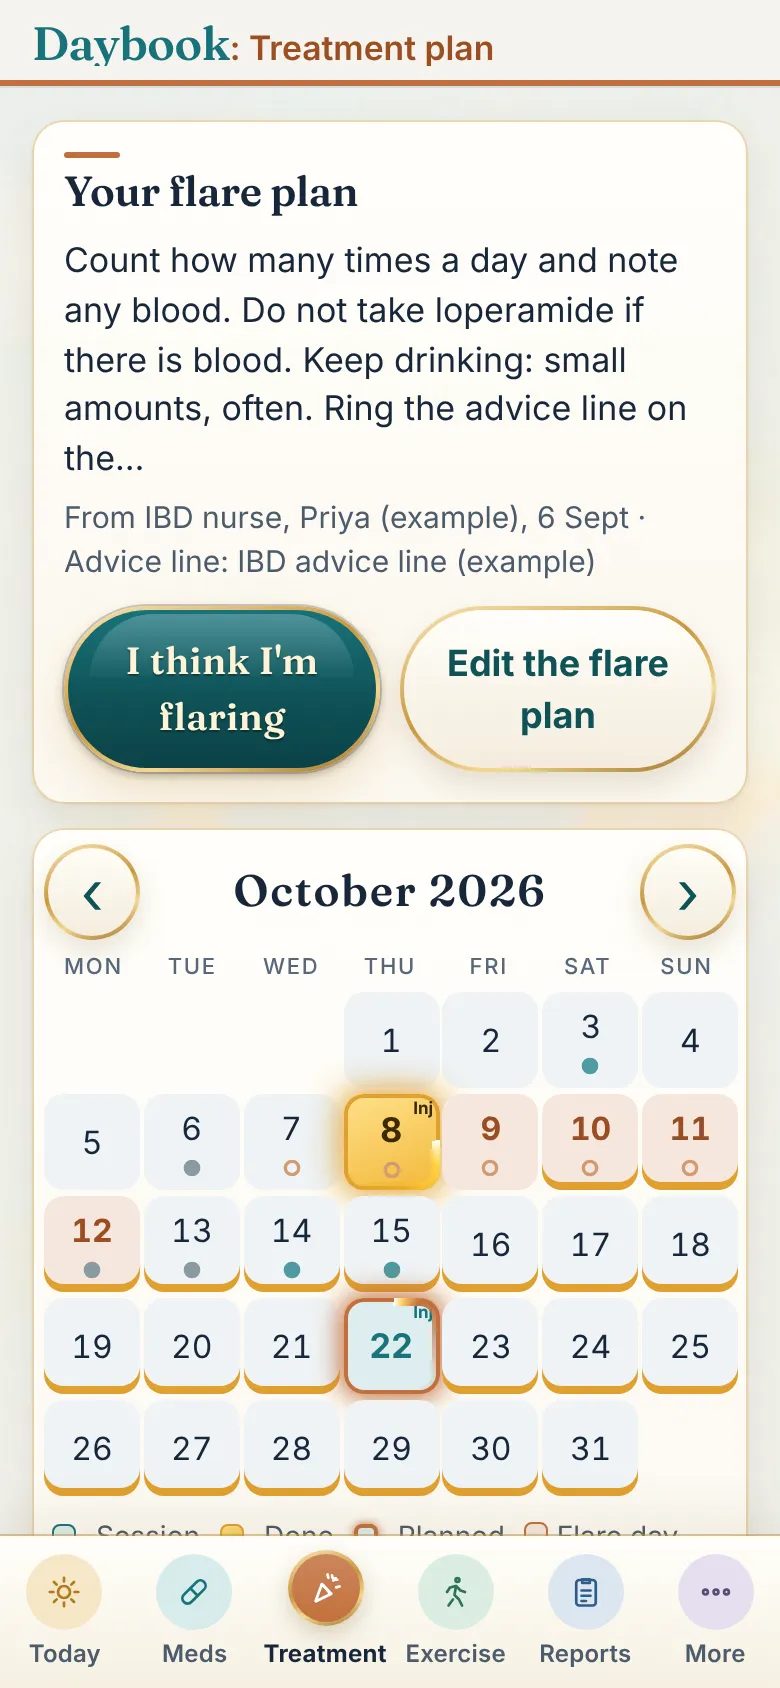 Daybook: Treatment plan
Your flare plan
Count how many times a day and note
any blood. Do not take loperamide if
there is blood. Keep drinking: small
amounts, often. Ring the advice line on
the...
From IBD nurse, Priya (example), 6 Sept ·
Advice line: IBD advice line (example)
I think I'm
flaring
Edit the flare
plan
‹ October 2026 ›
MON TUE WED THU FRI SAT SUN
1 2 3 4
5 6 7 8 Inj 9 10 11
12 13 14 15 16 17 18
19 20 21 22 Inj 23 24 25
26 27 28 29 30 31
Session Done Planned Flare day
Today Meds Treatment Exercise Reports More